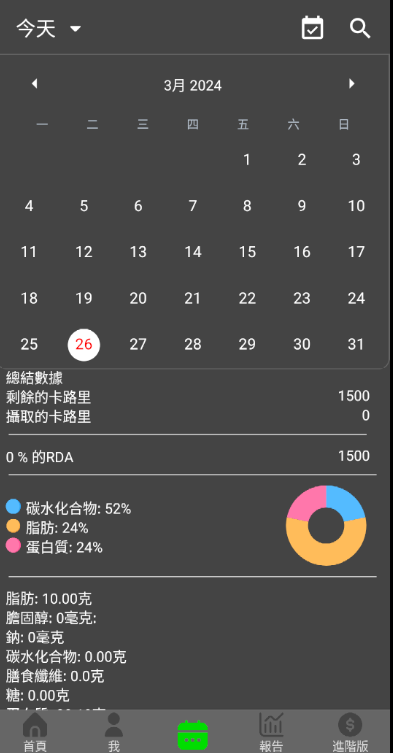 今天
3月 2024
一 二 三 四 五 六 日
1 2 3
4 5 6 7 8 9 10
11 12 13 14 15 16 17
18 19 20 21 22 23 24
25 26 27 28 29 30 31
總結數據
剩餘的卡路里 1500
攝取的卡路里 0
0 % 的RDA 1500
碳水化合物: 52%
脂肪: 24%
蛋白質: 24%
脂肪: 10.00克
膽固醇: 0毫克:
鈉: 0毫克
碳水化合物: 0.00克
膳食纖維: 0.0克
糖: 0.00克
首頁 我 報告 進階版